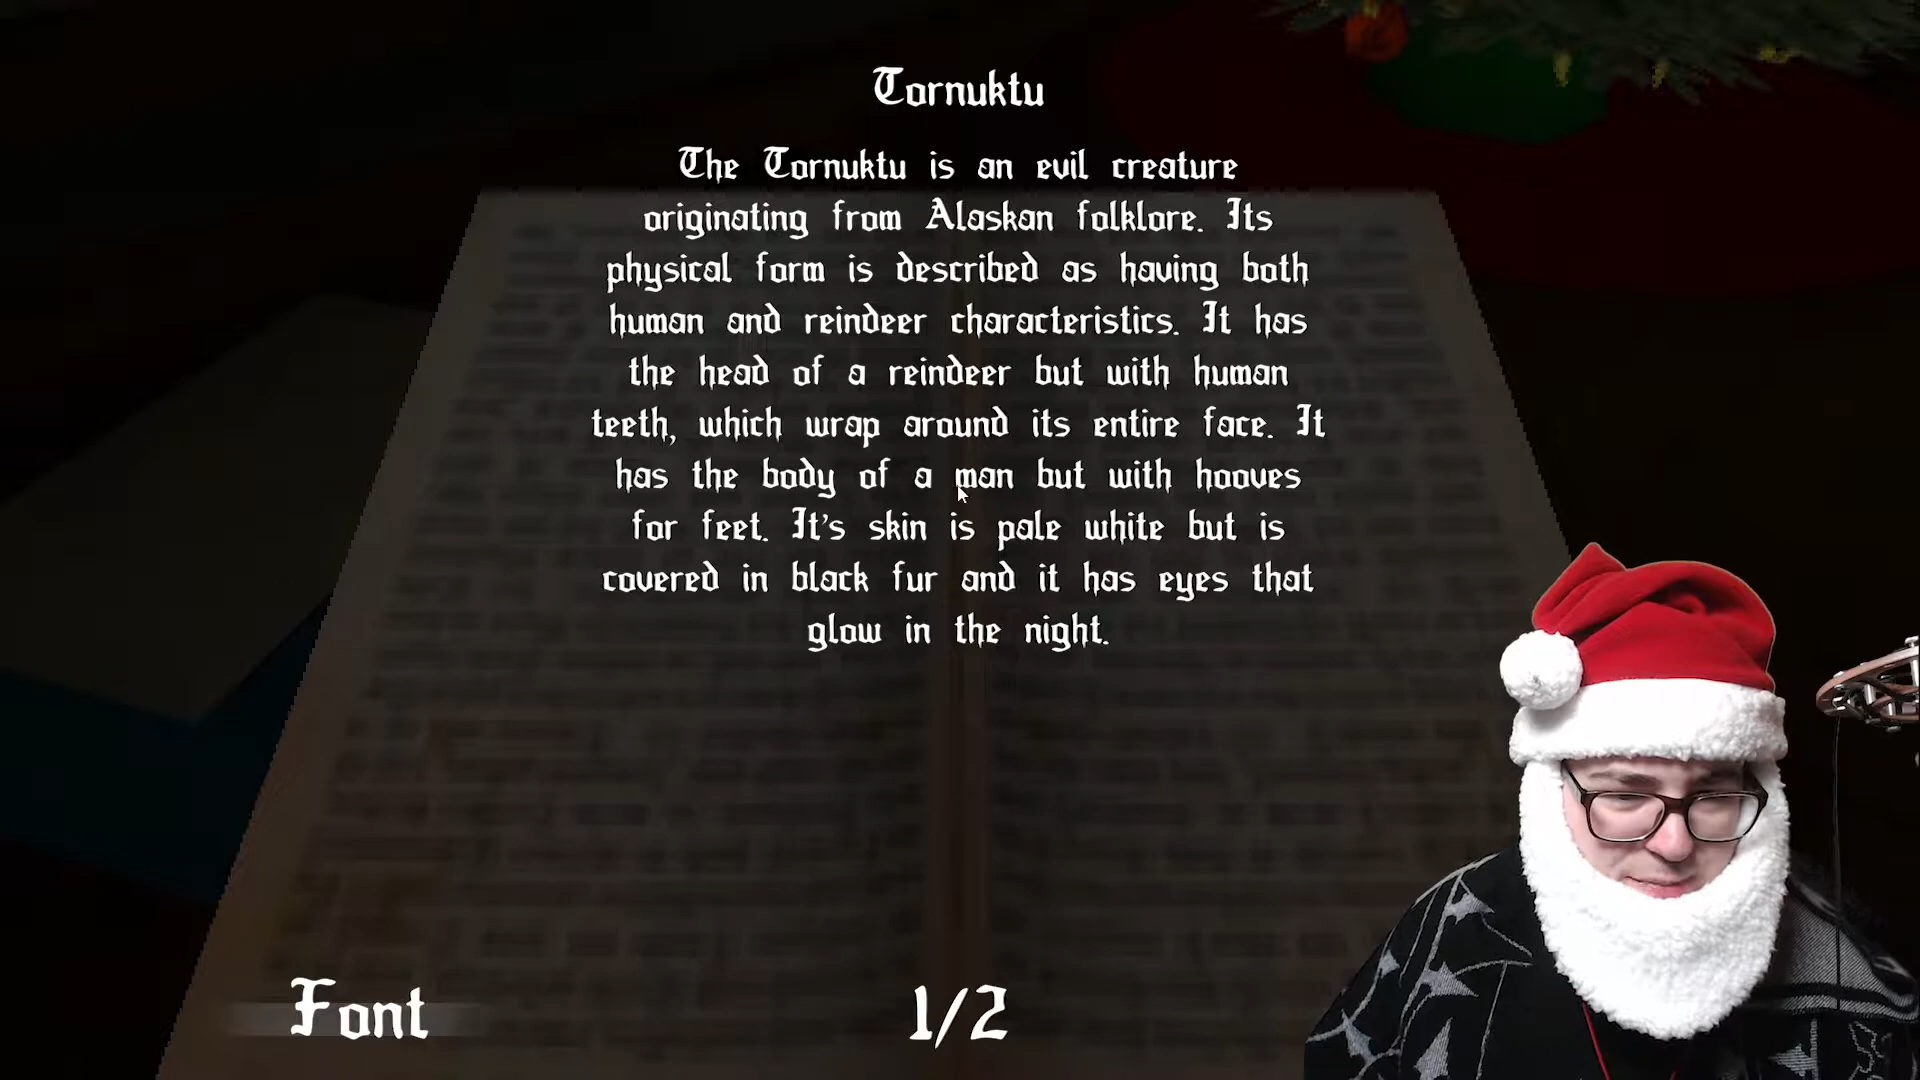 Tornuktu
The Tornuktu is an evil creature
originating from Alaskan folklore. Its
physical form is described as having both
human and reindeer characteristics. It has
the head of a reindeer but with human
teeth, which wrap around its entire face. It
has the body of a man but with hooves
for feet. It's skin is pale white but is
covered in black fur and it has eyes that
glow in the night.
Font
1/2